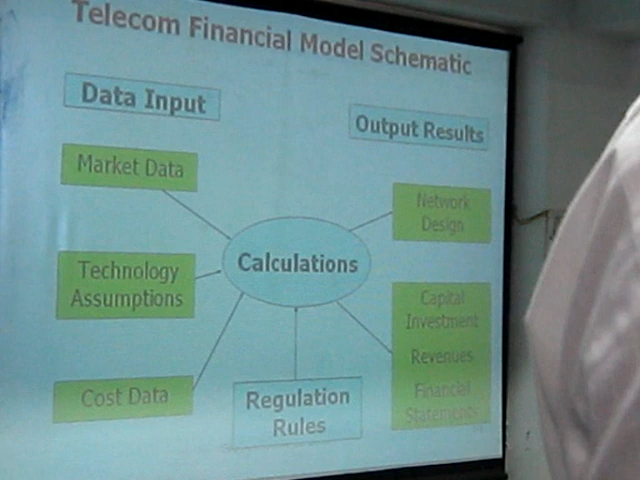 Telecom Financial Model Schematic
Data Input
Output Results
Market Data
Network
Design
Technology
Assumptions
Calculations
Capital
Investment
Revenues
Financial
Statements
Cost Data
Regulation
Rules